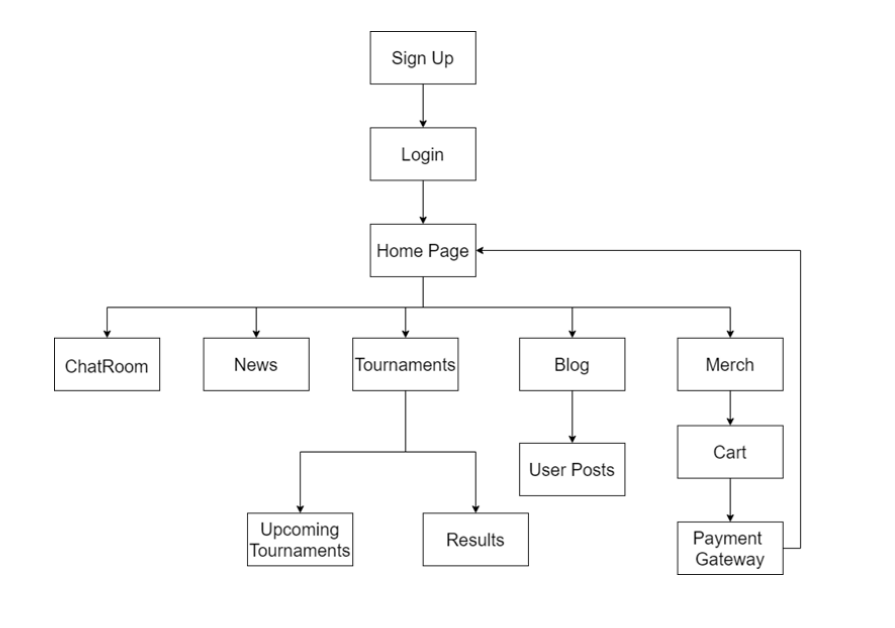 Sign Up
Login
Home Page
ChatRoom
News
Tournaments
Blog
Merch
Cart
User Posts
Upcoming
Tournaments
Results
Payment
Gateway